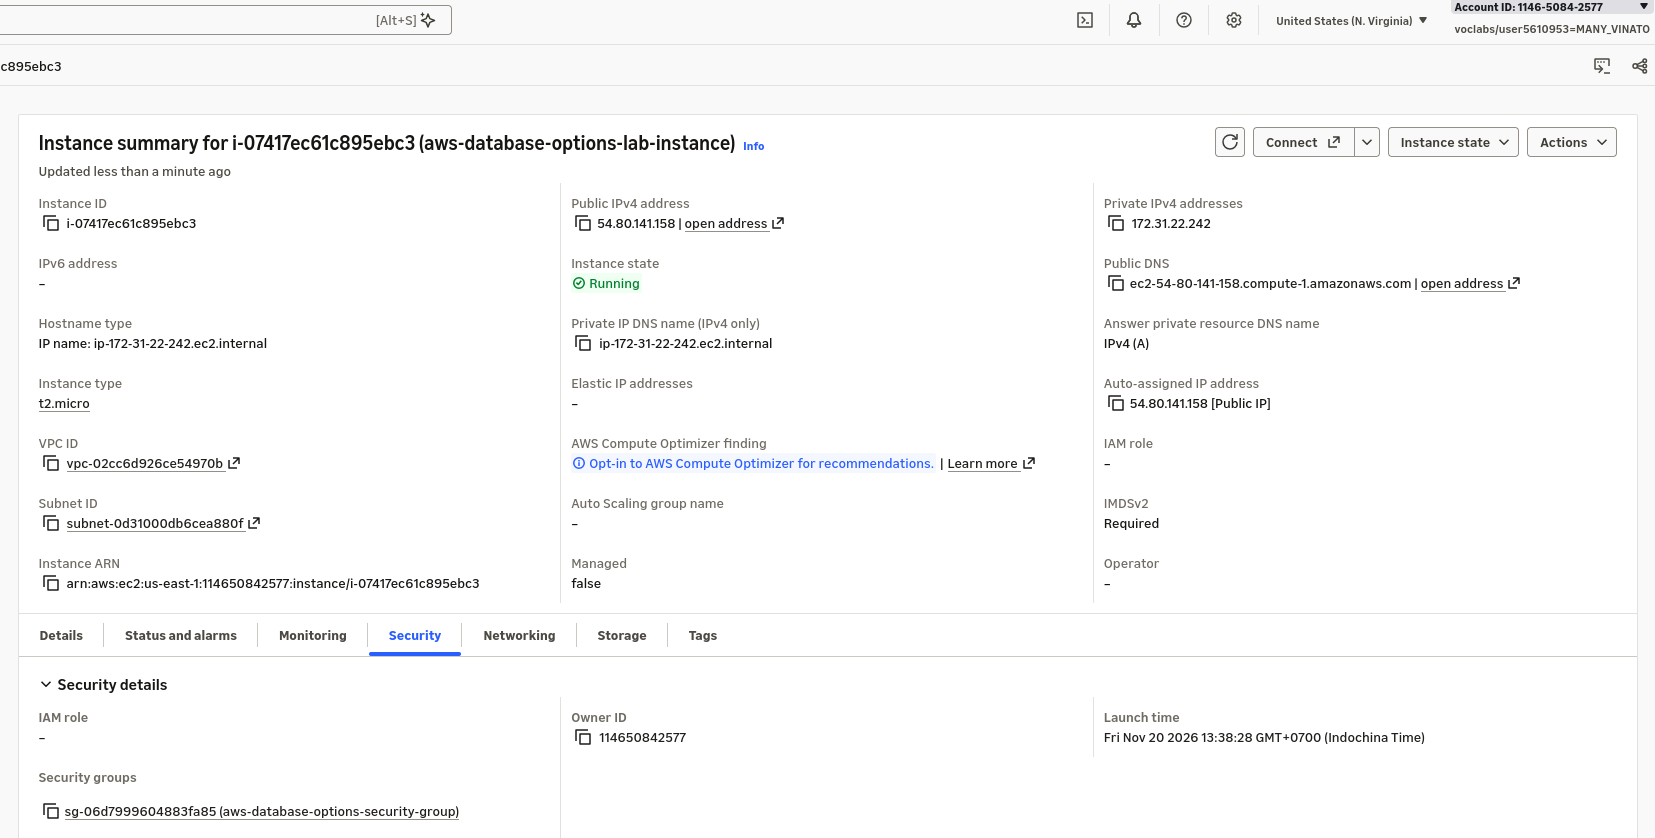 [Alt+S]
United States (N. Virginia)
Account ID: 1146-5084-2577
voclabs/user5610953=MANY_VINATO
c895ebc3
Instance summary for i-07417ec61c895ebc3 (aws-database-options-lab-instance) Info
Connect
Instance state
Actions
Updated less than a minute ago
Instance ID
i-07417ec61c895ebc3
Public IPv4 address
54.80.141.158 | open address
Private IPv4 addresses
172.31.22.242
IPv6 address
–
Instance state
Running
Public DNS
ec2-54-80-141-158.compute-1.amazonaws.com | open address
Hostname type
IP name: ip-172-31-22-242.ec2.internal
Private IP DNS name (IPv4 only)
ip-172-31-22-242.ec2.internal
Answer private resource DNS name
IPv4 (A)
Instance type
t2.micro
Elastic IP addresses
–
Auto-assigned IP address
54.80.141.158 [Public IP]
VPC ID
vpc-02cc6d926ce54970b
AWS Compute Optimizer finding
Opt-in to AWS Compute Optimizer for recommendations. | Learn more
IAM role
–
Subnet ID
subnet-0d31000db6cea880f
Auto Scaling group name
–
IMDSv2
Required
Instance ARN
arn:aws:ec2:us-east-1:114650842577:instance/i-07417ec61c895ebc3
Managed
false
Operator
–
Details
Status and alarms
Monitoring
Security
Networking
Storage
Tags
Security details
IAM role
–
Owner ID
114650842577
Launch time
Fri Nov 20 2026 13:38:28 GMT+0700 (Indochina Time)
Security groups
sg-06d7999604883fa85 (aws-database-options-security-group)